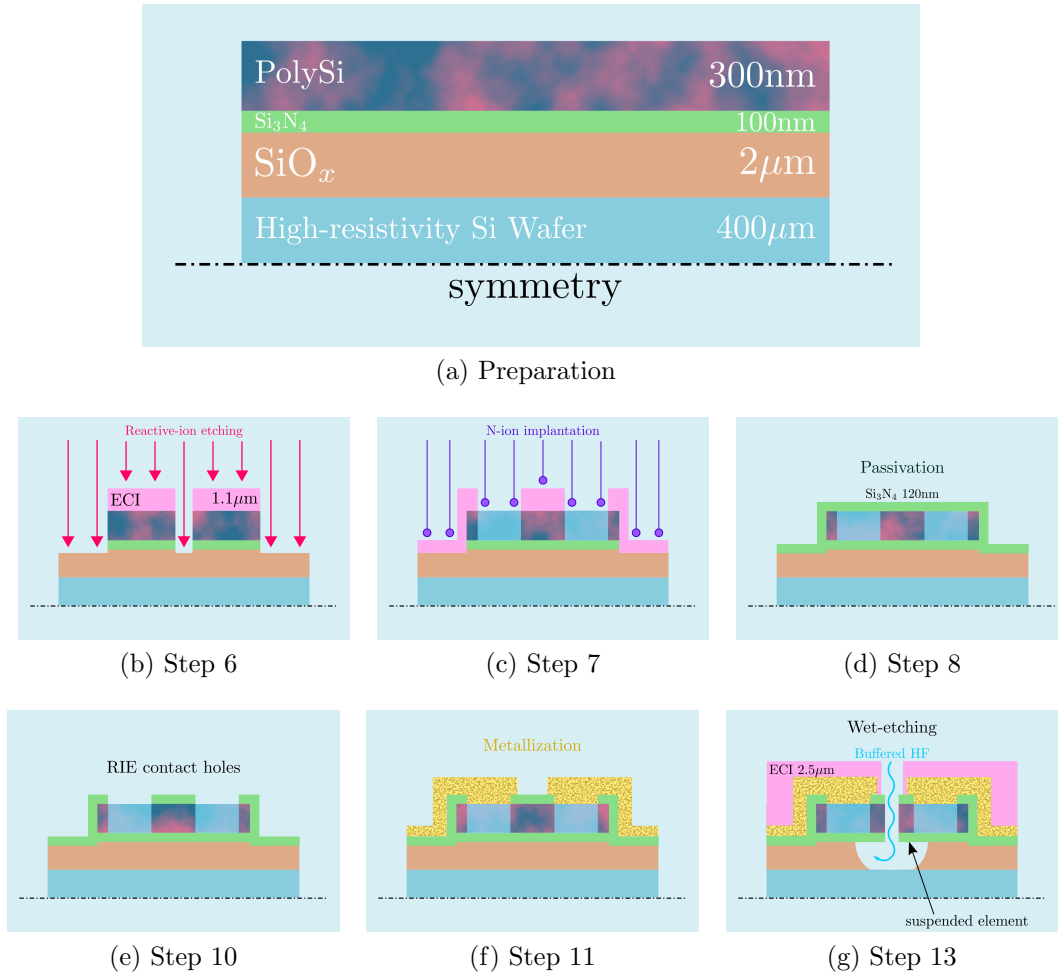 PolySi 300nm
Si₃N₄ 100nm
SiOₓ 2μm
High-resistivity Si Wafer 400μm
symmetry
(a) Preparation
Reactive-ion etching
ECI 1.1μm
(b) Step 6
N-ion implantation
(c) Step 7
Passivation
Si₃N₄ 120nm
(d) Step 8
RIE contact holes
(e) Step 10
Metallization
(f) Step 11
Wet-etching
Buffered HF
ECI 2.5μm
suspended element
(g) Step 13